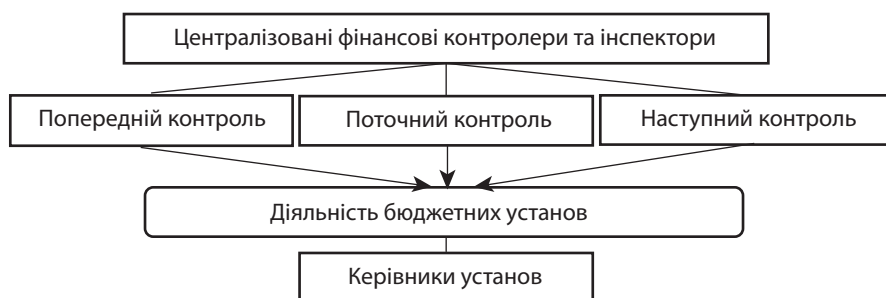 Централізовані фінансові контролери та інспектори
Попередній контроль
Поточний контроль
Наступний контроль
Діяльність бюджетних установ
Керівники установ